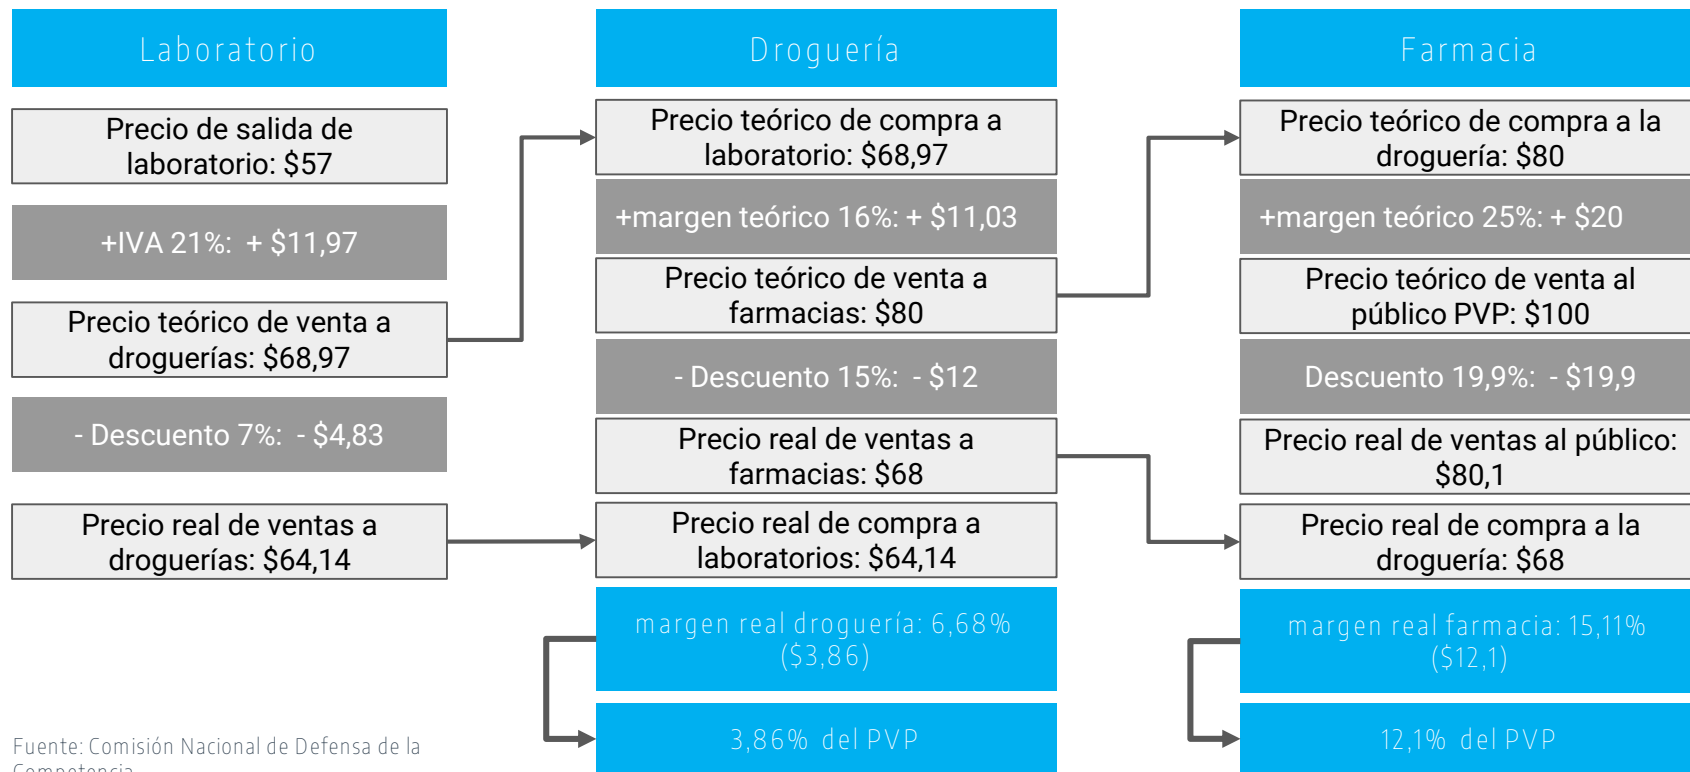 Laboratorio
Precio de salida de
laboratorio: $57
+IVA 21%: + $11,97
Precio teórico de venta a
droguerías: $68,97
- Descuento 7%: - $4,83
Precio real de ventas a
droguerías: $64,14
Fuente: Comisión Nacional de Defensa de la
Competencia
Droguería
Precio teórico de compra a
laboratorio: $68,97
+margen teórico 16%: + $11,03
Precio teórico de venta a
farmacias: $80
- Descuento 15%: - $12
Precio real de ventas a
farmacias: $68
Precio real de compra a
laboratorios: $64,14
margen real droguería: 6,68%
($3,86)
3,86% del PVP
Farmacia
Precio teórico de compra a la
droguería: $80
+margen teórico 25%: + $20
Precio teórico de venta al
público PVP: $100
Descuento 19,9%: - $19,9
Precio real de ventas al público:
$80,1
Precio real de compra a la
droguería: $68
margen real farmacia: 15,11%
($12,1)
12,1% del PVP